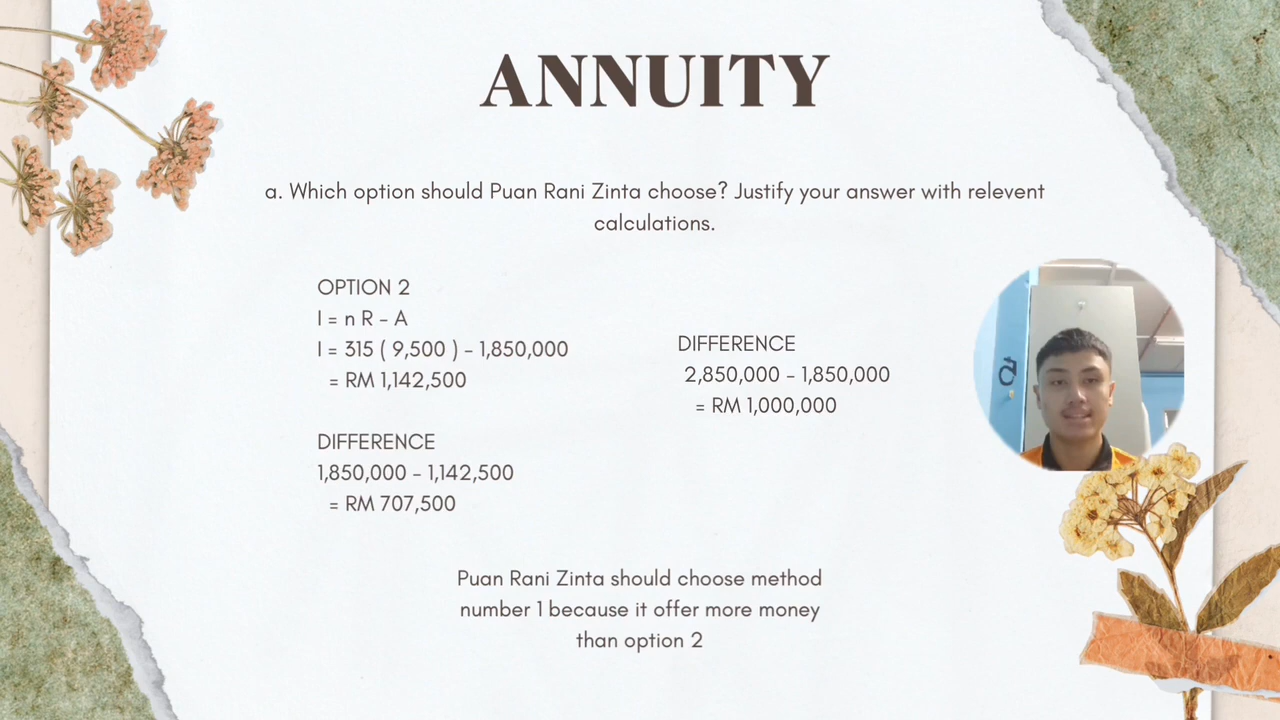 ANNUITY
a. Which option should Puan Rani Zinta choose? Justify your answer with relevent
calculations.
OPTION 2
I = n R - A
I = 315 ( 9,500 ) - 1,850,000
= RM 1,142,500
DIFFERENCE
1,850,000 - 1,142,500
= RM 707,500
DIFFERENCE
2,850,000 - 1,850,000
= RM 1,000,000
Puan Rani Zinta should choose method
number 1 because it offer more money
than option 2